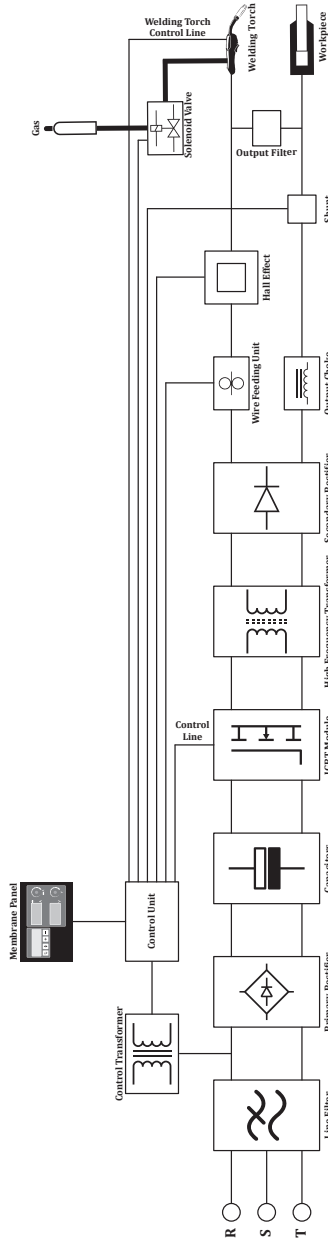 Membrane Panel
Gas
Welding Torch
Control Line
Control Unit
Solenoid Valve
Control Transformer
Control
Line
Wire Feeding Unit
Hall Effect
Output Filter
Welding Torch
R
S
T
Line Filter
Primary Rectifier
Capacitors
IGBT Module
High Frequency Transformer
Secondary Rectifier
Output Choke
Shunt
Workpiece